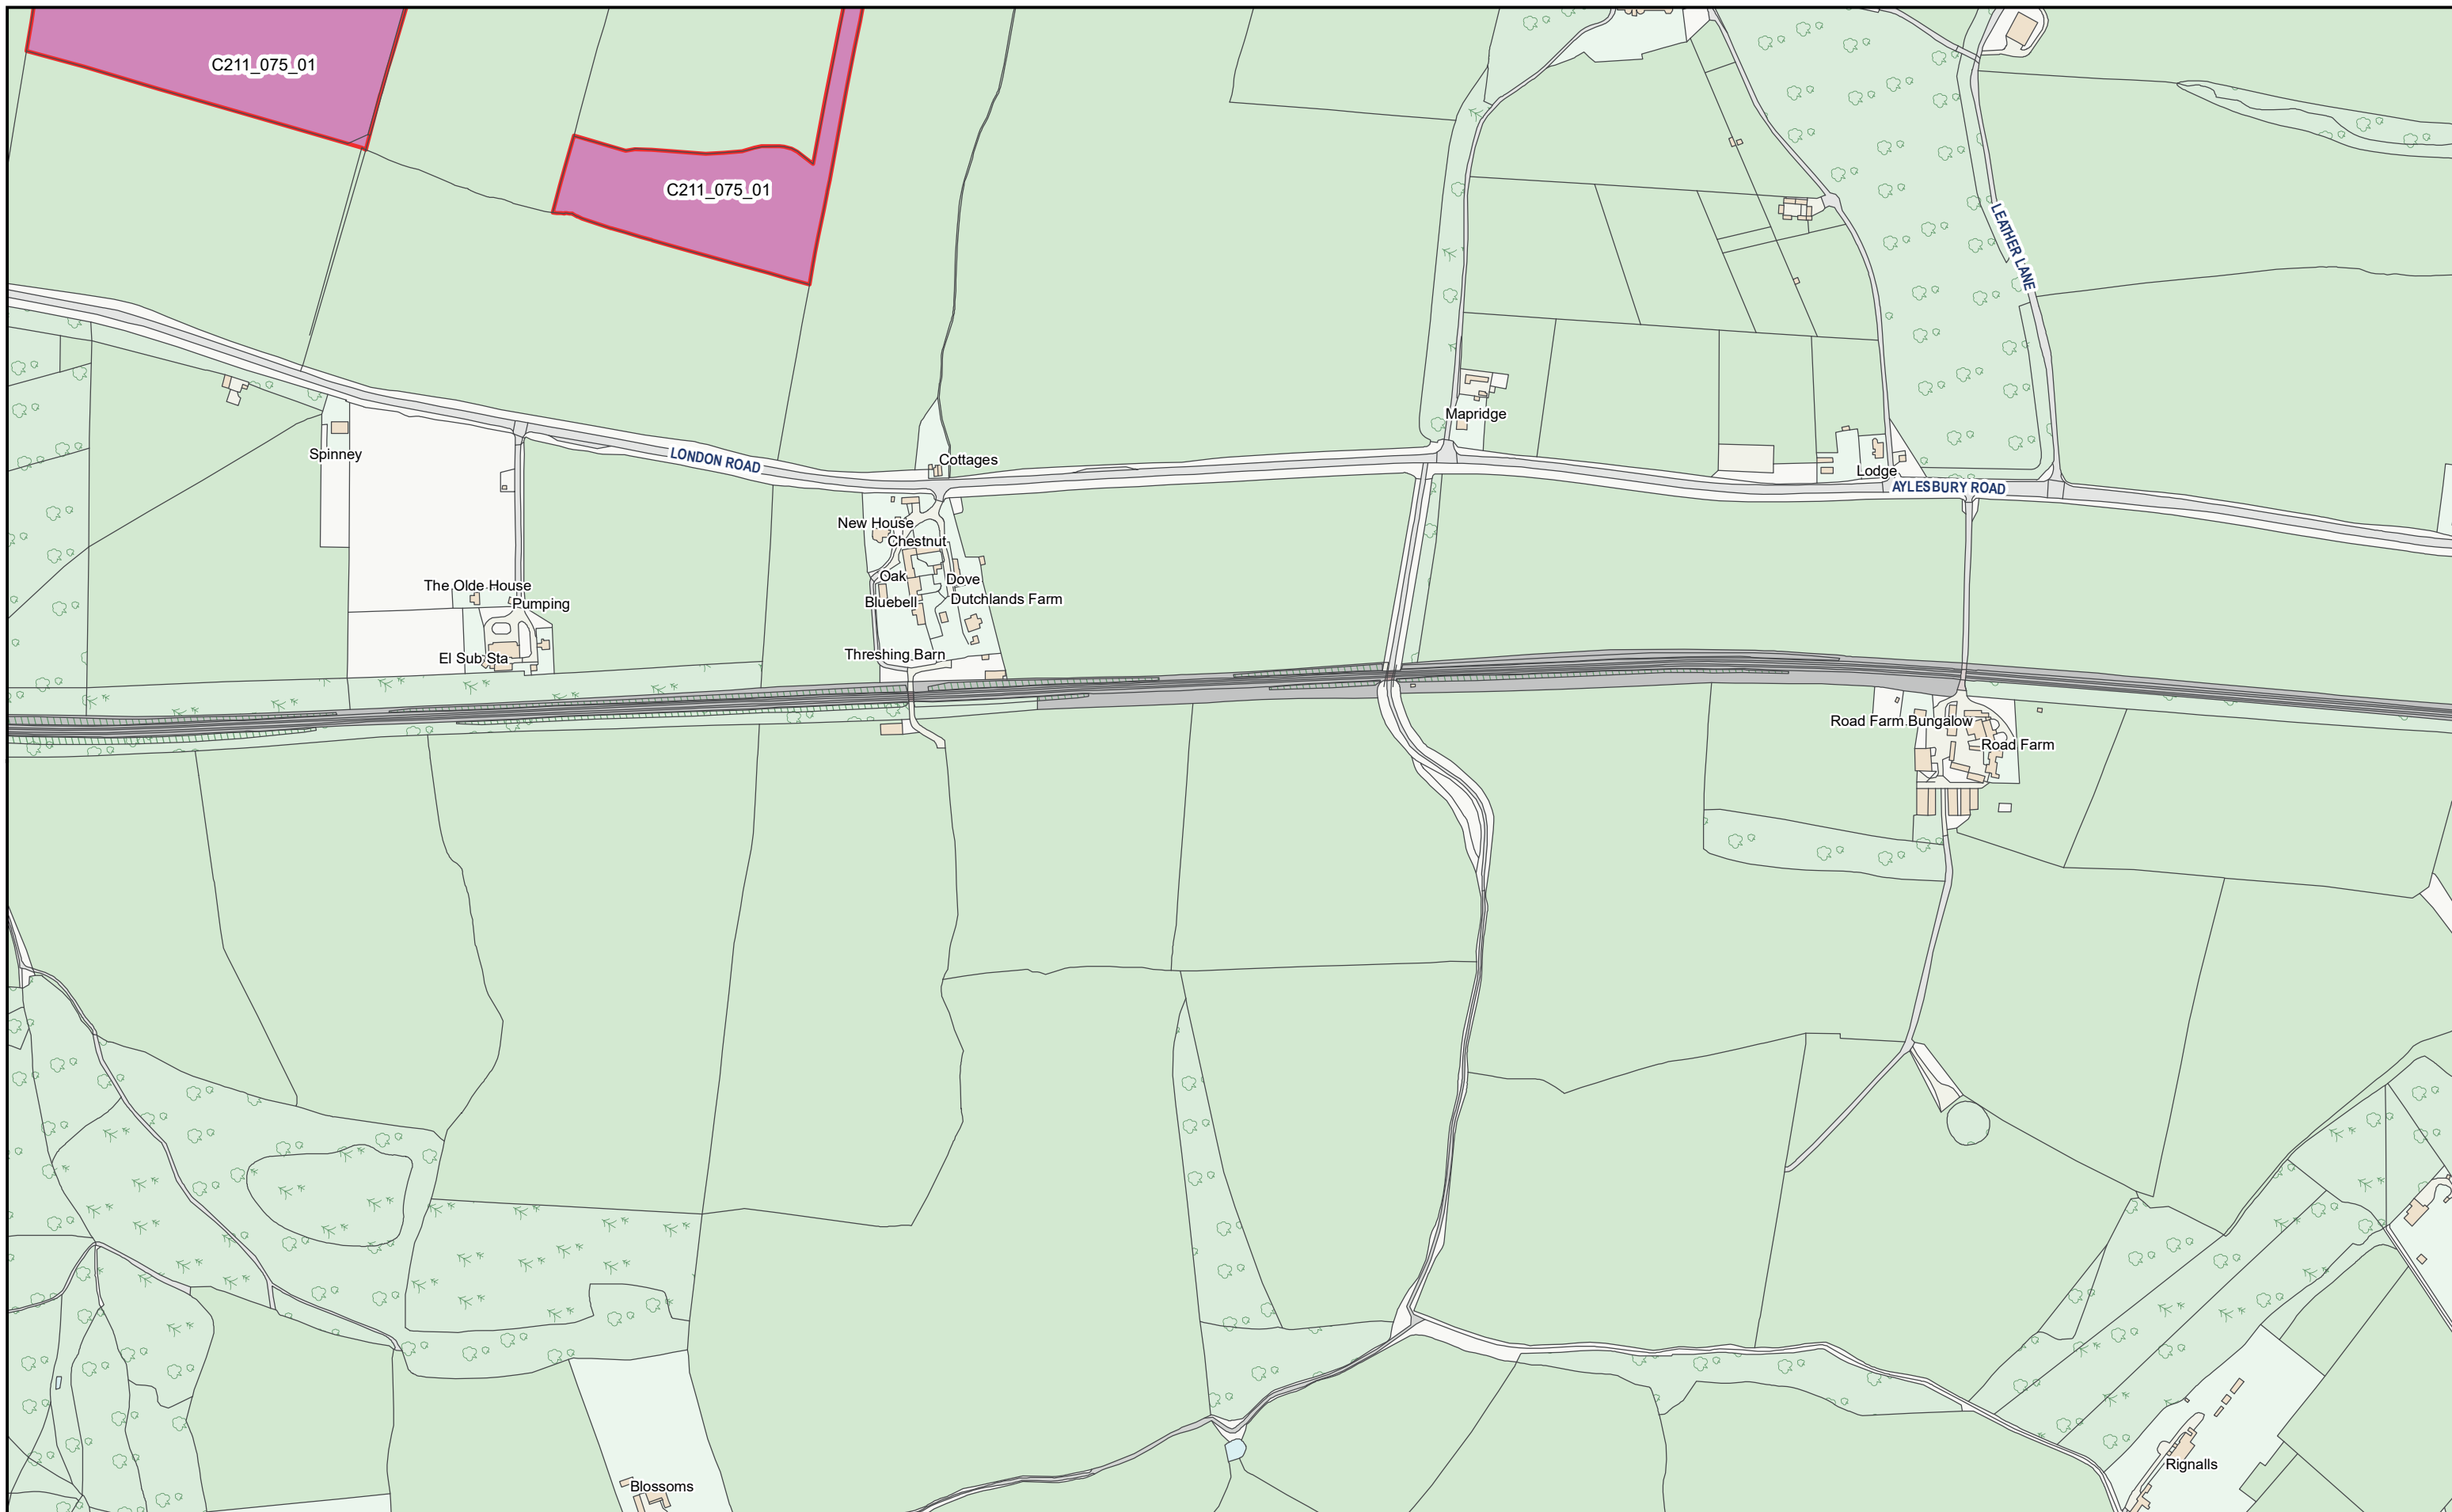 C211_075_01
C211_075_01
LEATHER LANE
Mapridge
Spinney
LONDON ROAD
Cottages
Lodge
AYLESBURY ROAD
New House
Chestnut
The Olde House
Pumping
Oak
Dove
Bluebell
Dutchlands Farm
El Sub Sta
Threshing Barn
Road Farm Bungalow
Road Farm
Rignalls
Blossoms